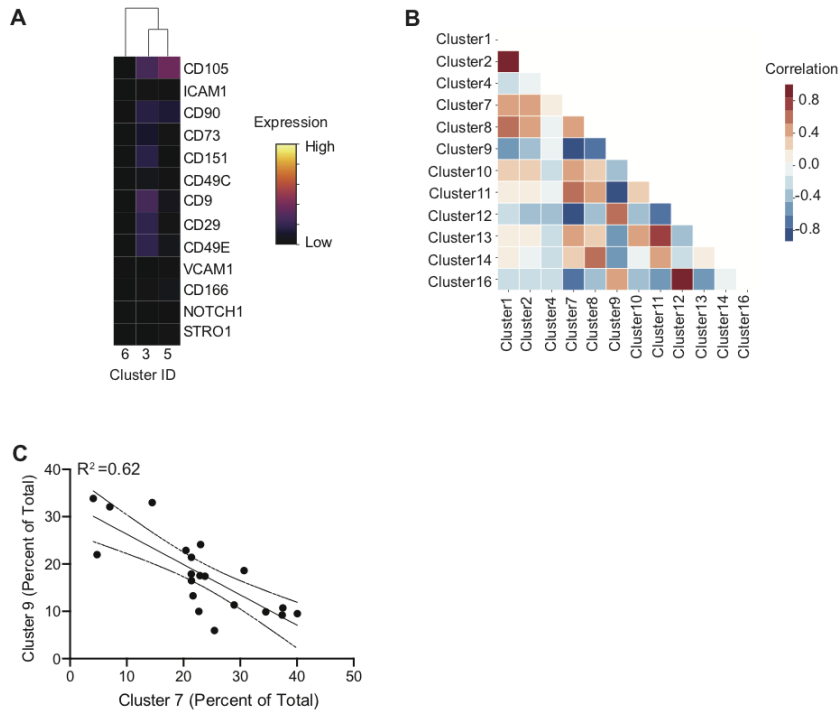 A
CD105
ICAM1
CD90
CD73
CD151
CD49C
CD9
CD29
CD49E
VCAM1
CD166
NOTCH1
STRO1
6 3 5
Cluster ID
Expression
High
Low
B
Cluster1
Cluster2
Cluster4
Cluster7
Cluster8
Cluster9
Cluster10
Cluster11
Cluster12
Cluster13
Cluster14
Cluster16
Cluster1
Cluster2
Cluster4
Cluster7
Cluster8
Cluster9
Cluster10
Cluster11
Cluster12
Cluster13
Cluster14
Cluster16
Correlation
0.8
0.4
0.0
-0.4
-0.8
C
R2=0.62
Cluster 9 (Percent of Total)
40
30
20
10
0
0 10 20 30 40 50
Cluster 7 (Percent of Total)